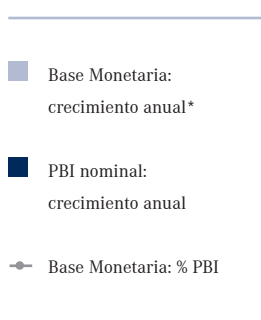 Base Monetaria:
crecimiento anual*
PBI nominal:
crecimiento anual
Base Monetaria: % PBI